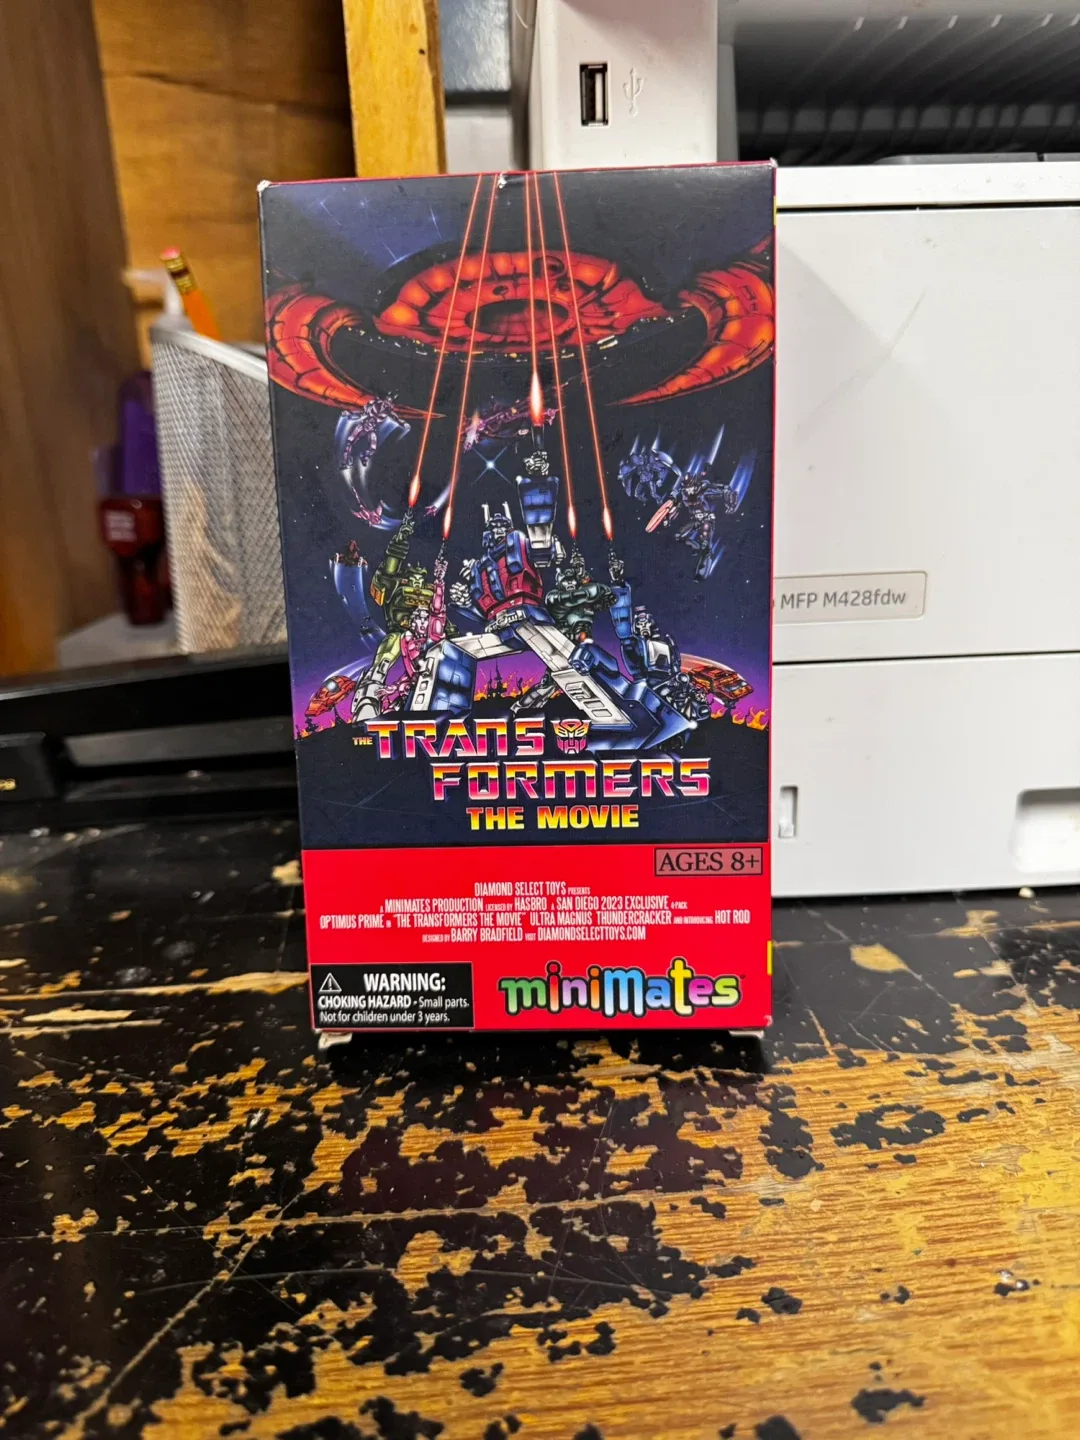 THE TRANSFORMERS
THE MOVIE
AGES 8+
DIAMOND SELECT TOYS PRESENTS
A MINIMATES PRODUCTION LICENSED BY HASBRO A SAN DIEGO 2023 EXCLUSIVE 4-PACK
OPTIMUS PRIME IN "THE TRANSFORMERS THE MOVIE" ULTRA MAGNUS THUNDERCRACKER AND INTRODUCING HOT ROD
DESIGNED BY BARRY BRADFIELD VISIT DIAMONDSELECTTOYS.COM
WARNING:
CHOKING HAZARD - Small parts.
Not for children under 3 years.
minimates
MFP M428fdw